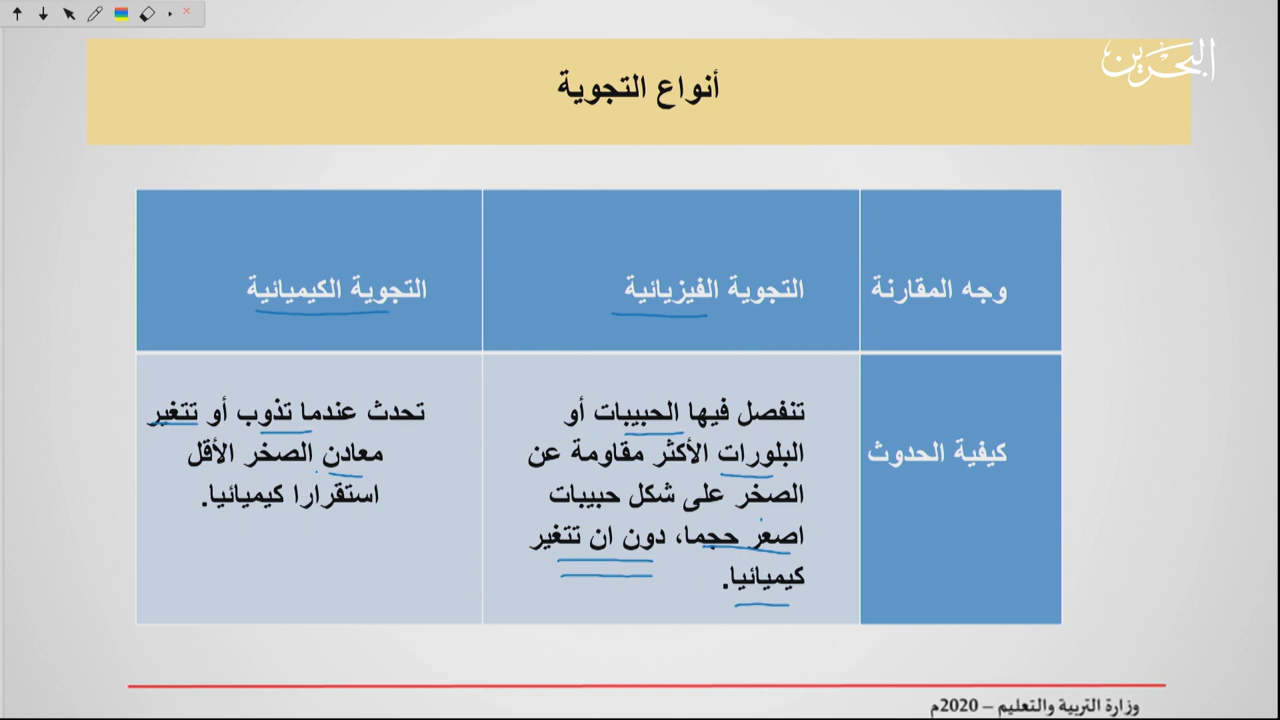 البحرين
أنواع التجوية
وجه المقارنة
التجوية الفيزيائية
التجوية الكيميائية
كيفية الحدوث
تنفصل فيها الحبيبات أو
البلورات الأكثر مقاومة عن
الصخر على شكل حبيبات
اصعر حجما، دون ان تتغير
كيميائيا.
تحدث عندما تذوب أو تتغير
معادن الصخر الأقل
استقرارا كيميائيا.
وزارة التربية والتعليم – 2020م